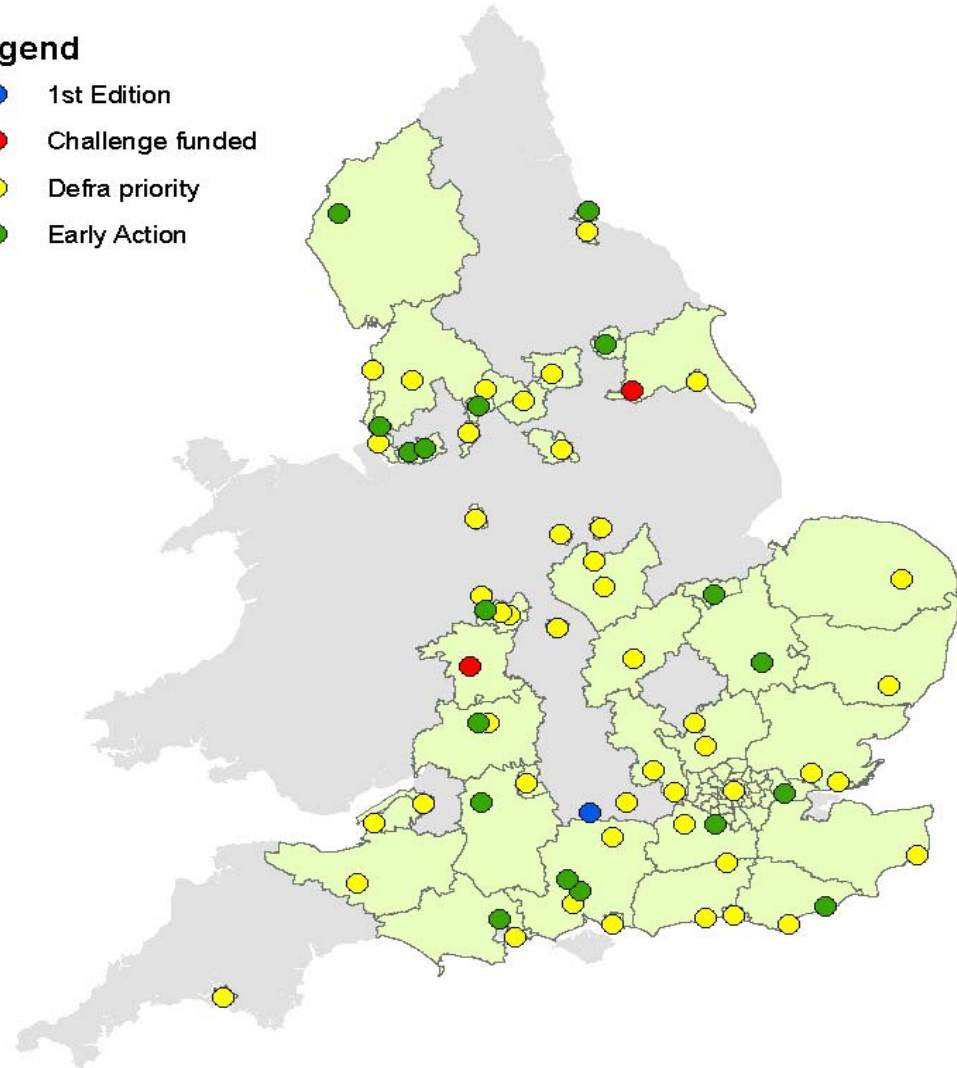 gend
1st Edition
Challenge funded
Defra priority
Early Action